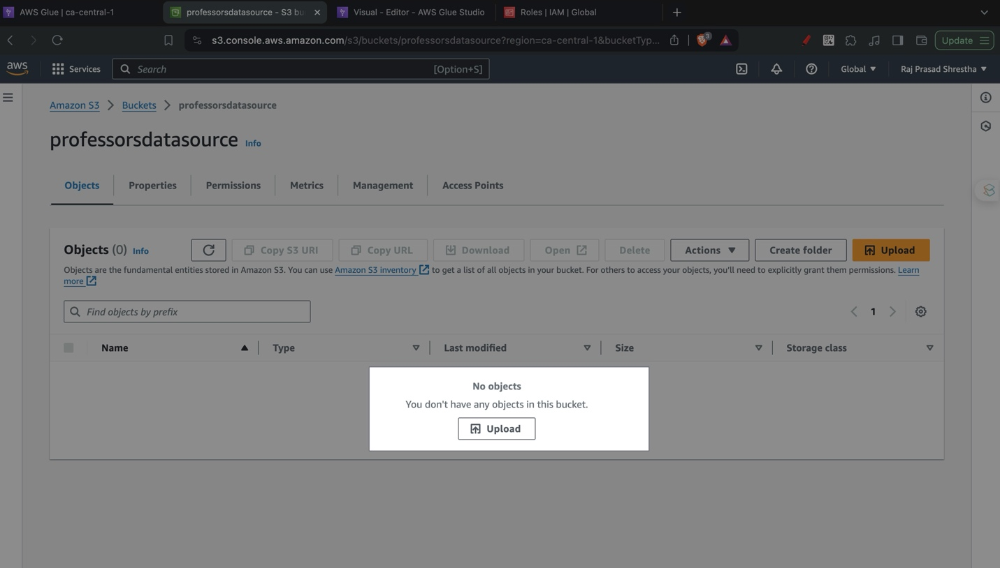 AWS Glue | ca-central-1
professorsdatasource - S3 bu
Visual - Editor - AWS Glue Studio
Roles | IAM | Global
s3.console.aws.amazon.com/s3/buckets/professorsdatasource?region=ca-central-1&bucketTyp...
3
Update
aws
Services
Search
[Option+S]
Global
Raj Prasad Shrestha
Amazon S3
Buckets
professorsdatasource
professorsdatasource Info
Objects
Properties
Permissions
Metrics
Management
Access Points
Objects (0) Info
Copy S3 URI
Copy URL
Download
Open
Delete
Actions
Create folder
Upload
Objects are the fundamental entities stored in Amazon S3. You can use Amazon S3 inventory to get a list of all objects in your bucket. For others to access your objects, you'll need to explicitly grant them permissions. Learn
more
Find objects by prefix
1
Name
Type
Last modified
Size
Storage class
No objects
You don't have any objects in this bucket.
Upload